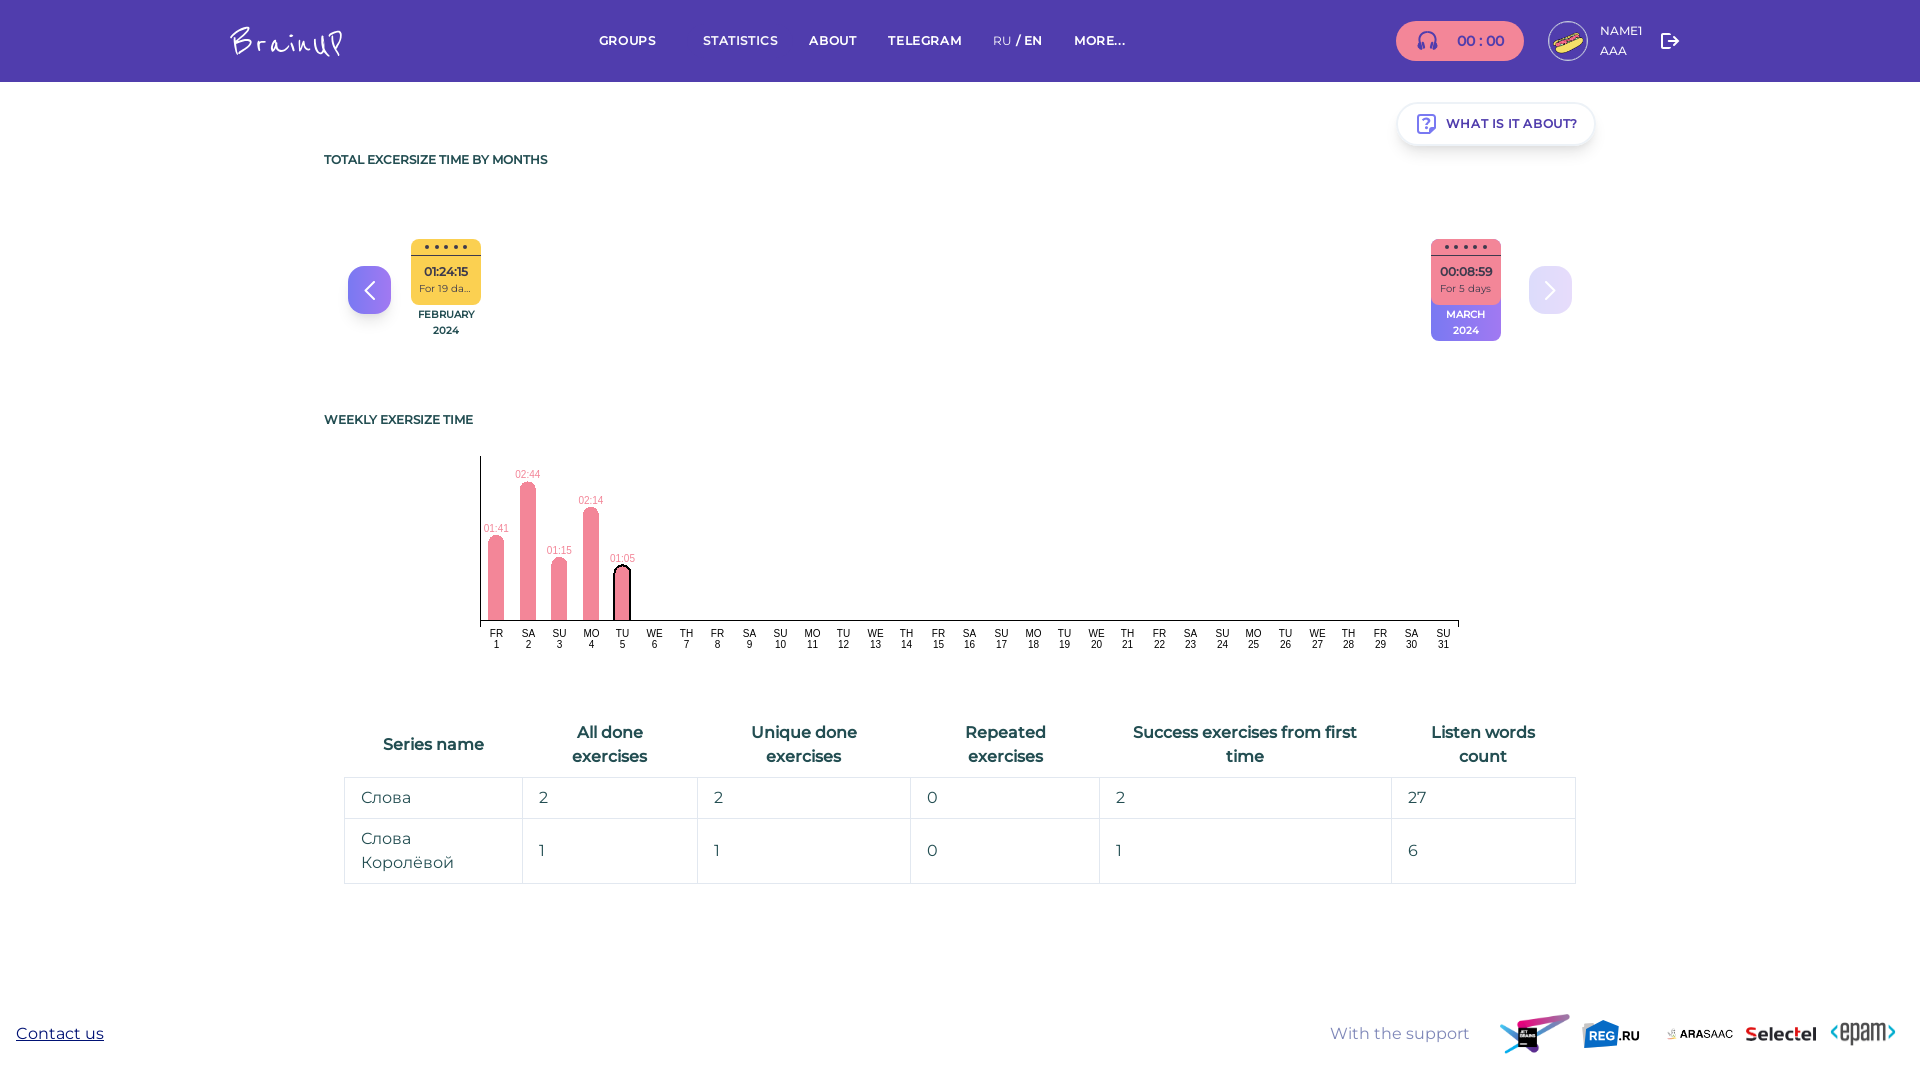 BrainUP
GROUPS STATISTICS ABOUT TELEGRAM RU / EN MORE...
00 : 00
NAME1
AAA
WHAT IS IT ABOUT?
TOTAL EXCERSIZE TIME BY MONTHS
01:24:15
For 19 da...
FEBRUARY
2024
00:08:59
For 5 days
MARCH
2024
WEEKLY EXERSIZE TIME
01:41 02:44 01:15 02:14 01:05
FR SA SU MO TU WE TH FR SA SU MO TU WE TH FR SA SU MO TU WE TH FR SA SU MO TU WE TH FR SA SU
1 2 3 4 5 6 7 8 9 10 11 12 13 14 15 16 17 18 19 20 21 22 23 24 25 26 27 28 29 30 31
Series name
All done
exercises
Unique done
exercises
Repeated
exercises
Success exercises from first
time
Listen words
count
Слова 2 2 0 2 27
Слова
Королёвой
1 1 0 1 6
Contact us
With the support
JET
BRAINS
REG.RU
ARASAAC
Selectel
<epam>